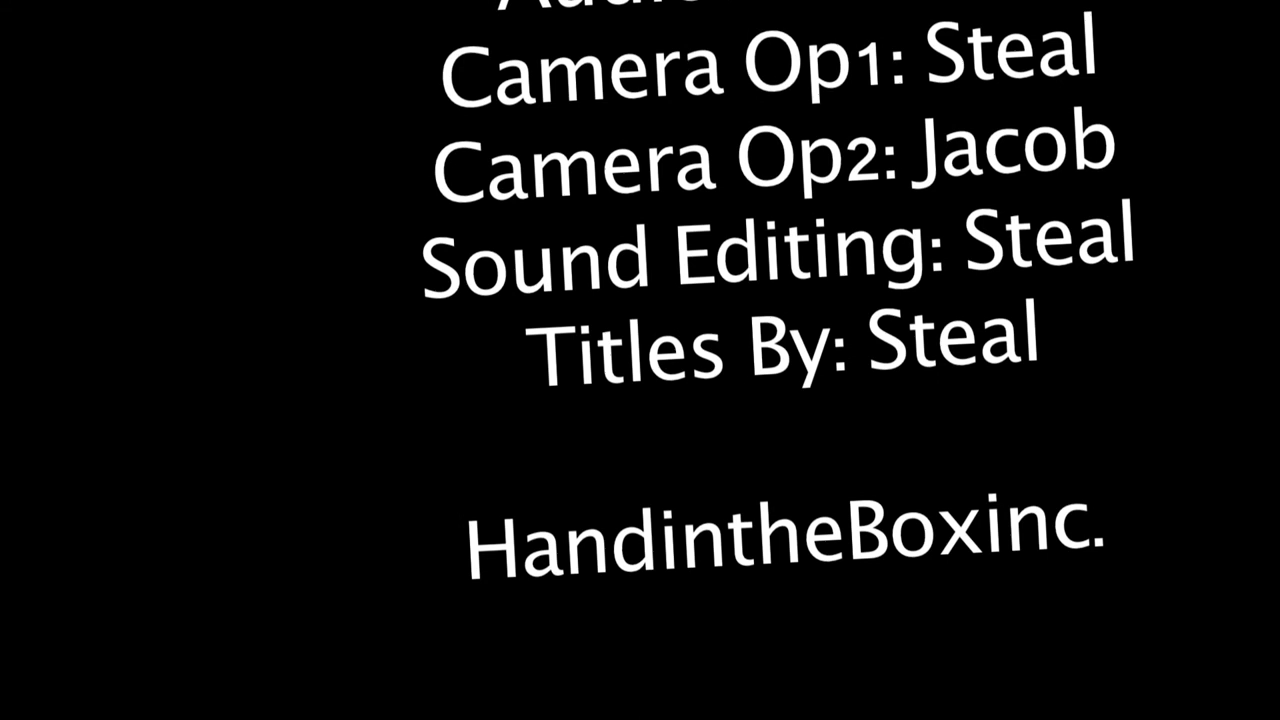 Camera Op1: Steal
Camera Op2: Jacob
Sound Editing: Steal
Titles By: Steal
HandintheBoxinc.